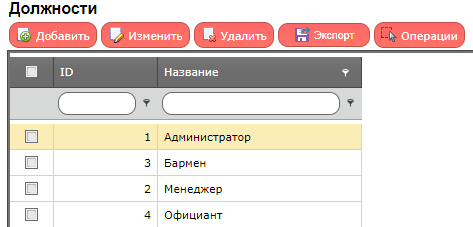 Должности
Добавить Изменить Удалить Экспорт Операции
ID Название
1 Администратор
3 Бармен
2 Менеджер
4 Официант